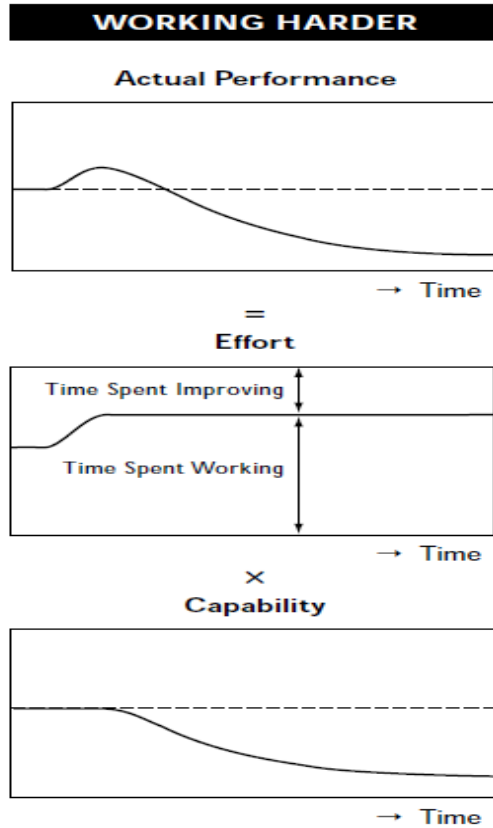 WORKING HARDER
Actual Performance
→ Time
=
Effort
Time Spent Improving
Time Spent Working
→ Time
×
Capability
→ Time